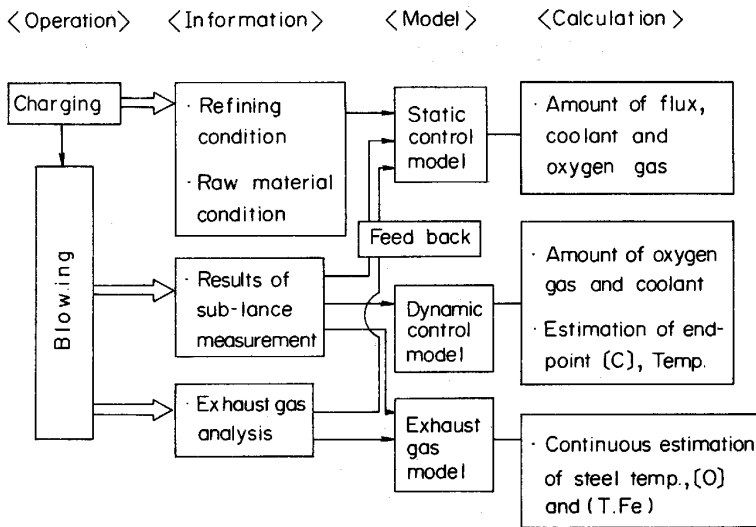 <Operation> <Information> <Model> <Calculation>
Charging
· Refining
condition
· Raw material
condition
Static
control
model
· Amount of flux,
coolant and
oxygen gas
Feed back
Blowing
· Results of
sub-lance
measurement
Dynamic
control
model
· Amount of oxygen
gas and coolant
· Estimation of end-
point [C], Temp.
· Exhaust gas
analysis
Exhaust
gas
model
· Continuous estimation
of steel temp., [O]
and (T.Fe)